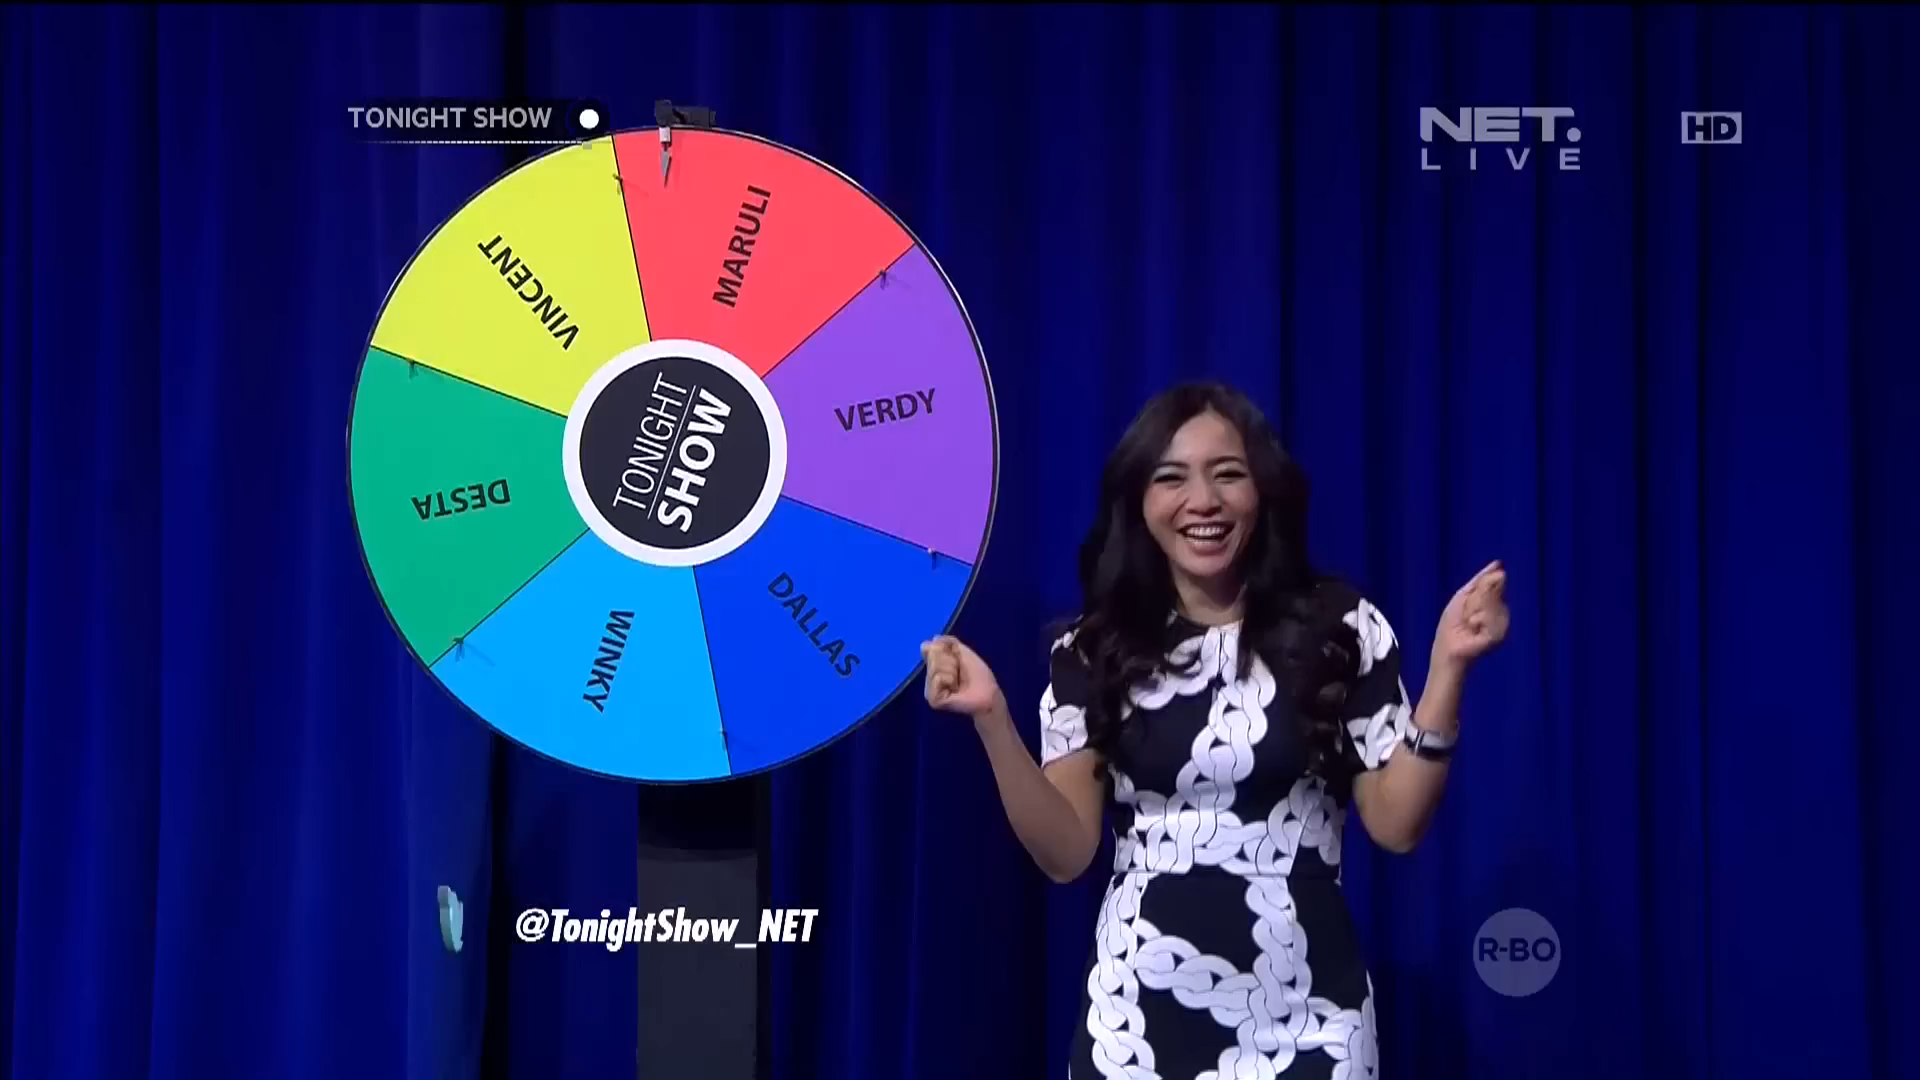 TONIGHT SHOW
NET.
LIVE
HD
VINCENT
MARULI
VERDY
DALLAS
WINKY
DESTA
TONIGHT
SHOW
@TonightShow_NET
R-BO